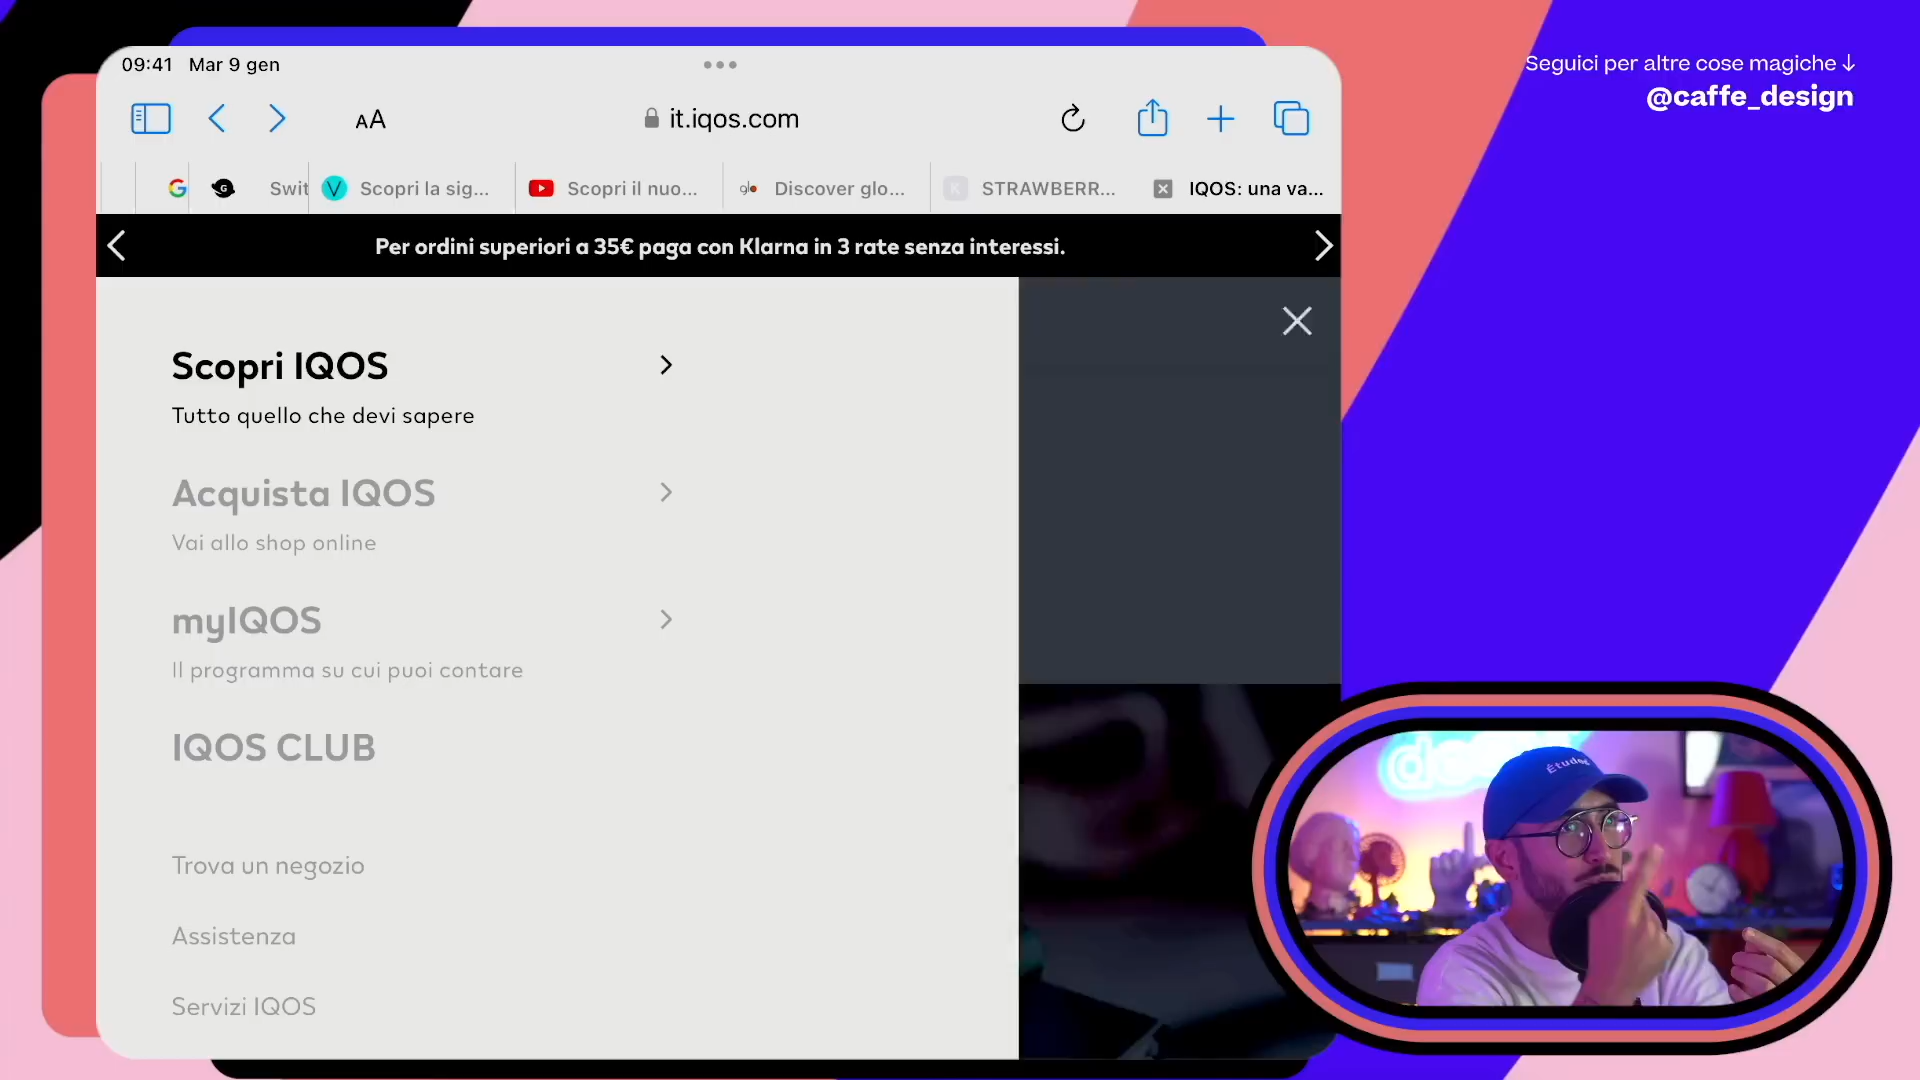 09:41 Mar 9 gen
Seguici per altre cose magiche ↓
@caffe_design
AA
it.iqos.com
Swit
Scopri la sig...
Scopri il nuo...
Discover glo...
STRAWBERR...
IQOS: una va...
Per ordini superiori a 35€ paga con Klarna in 3 rate senza interessi.
Scopri IQOS
Tutto quello che devi sapere
Acquista IQOS
Vai allo shop online
myIQOS
Il programma su cui puoi contare
IQOS CLUB
Trova un negozio
Assistenza
Servizi IQOS